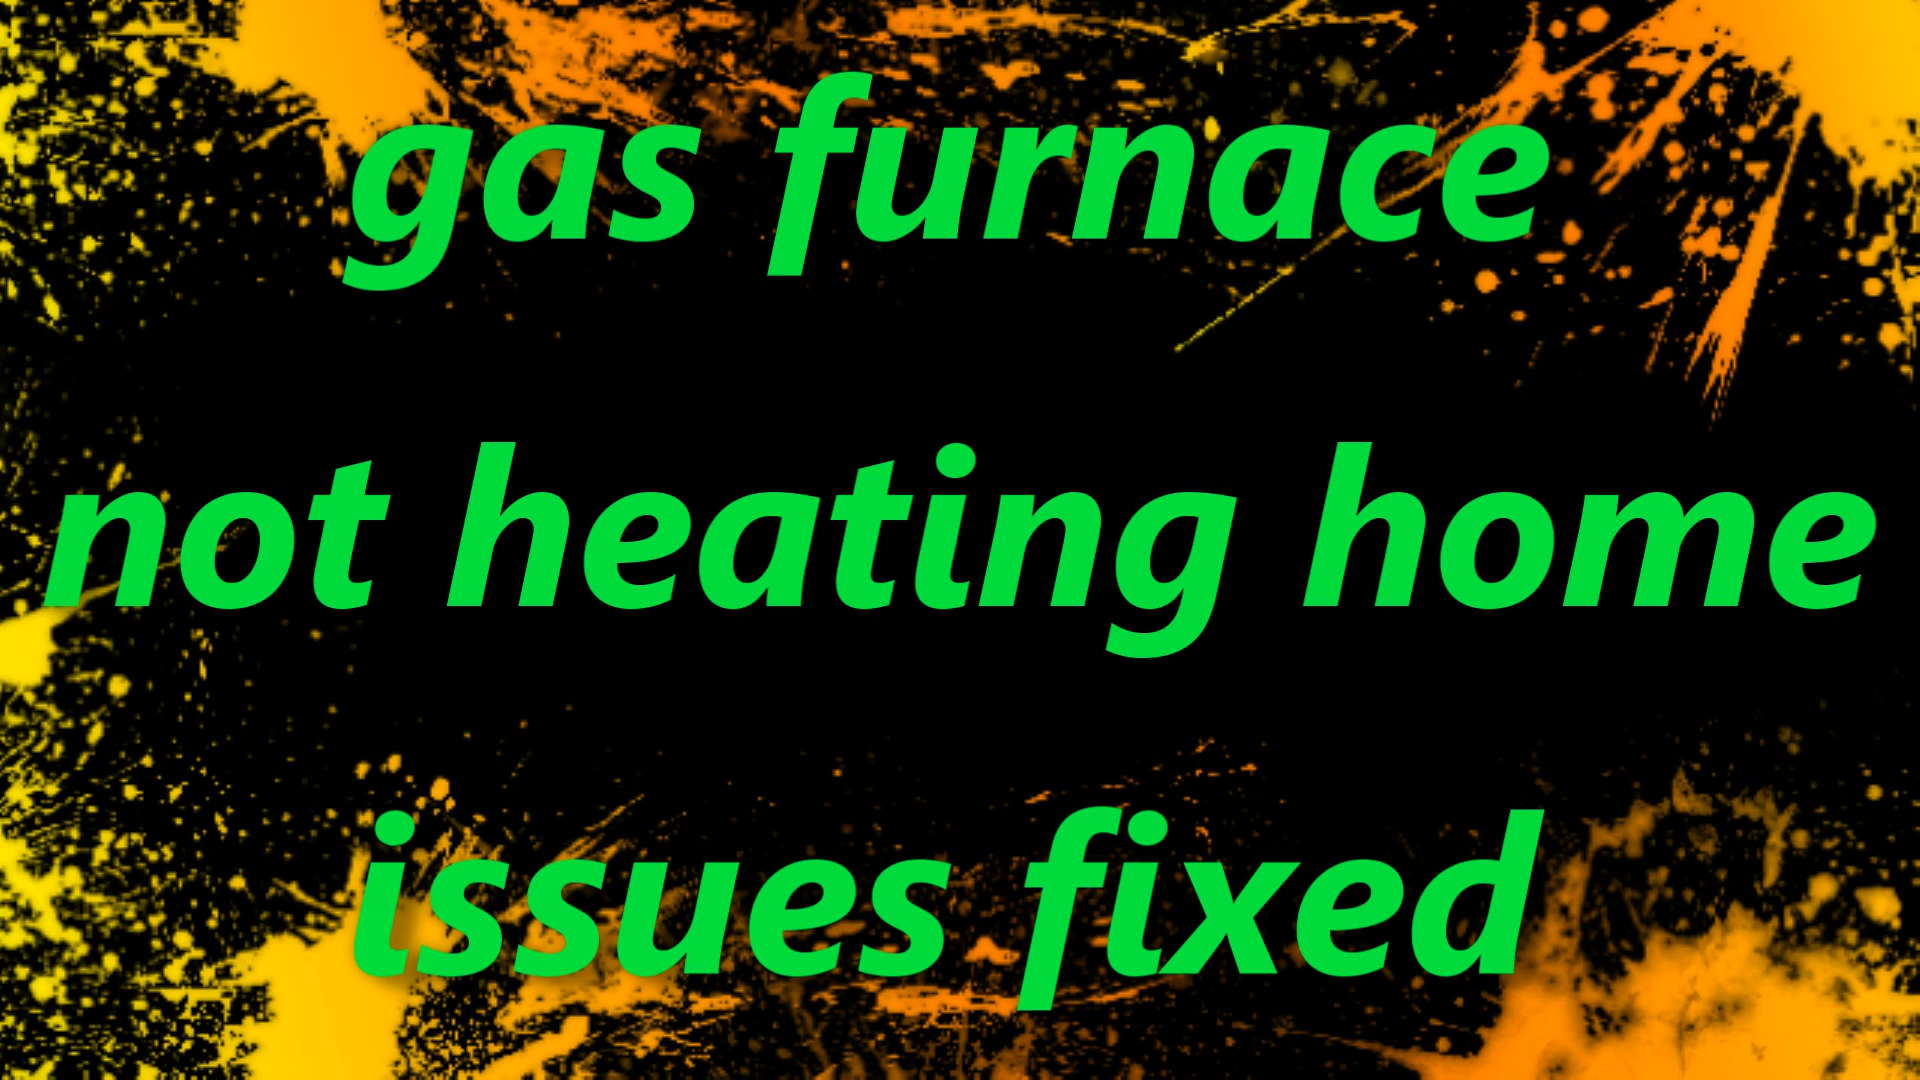 gas furnace
not heating home
issues fixed